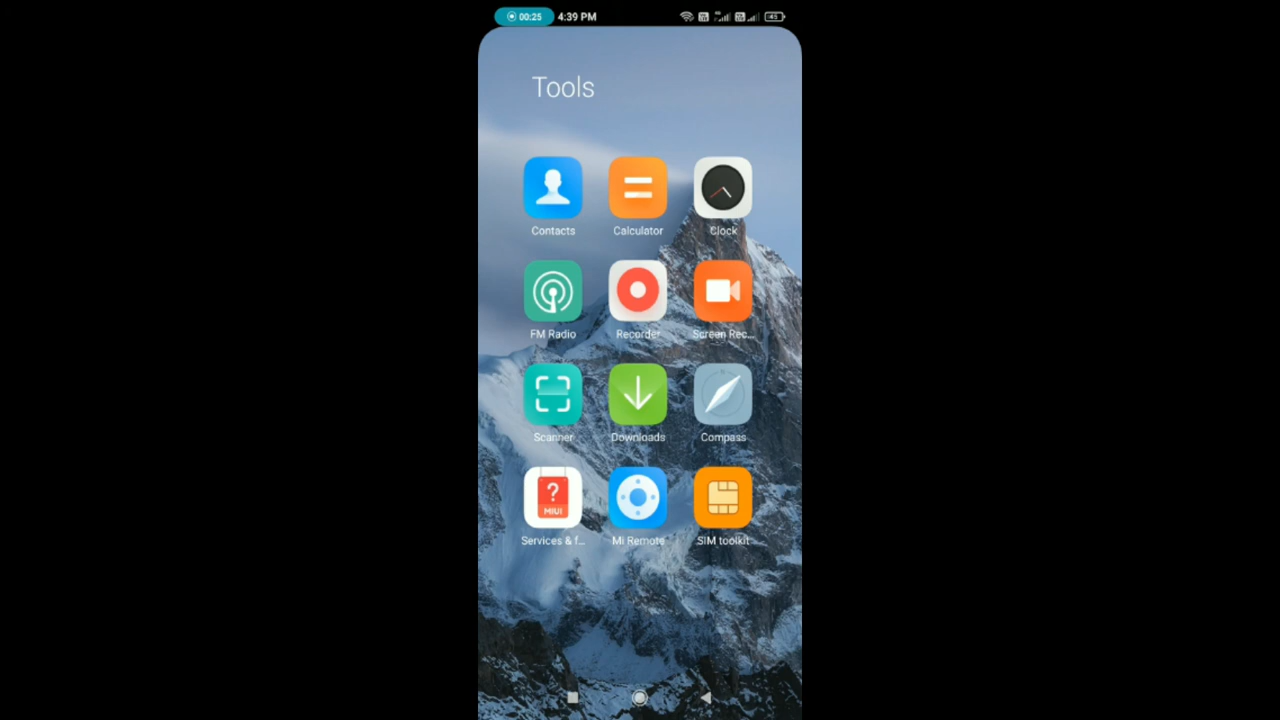 00:25 4:39 PM 45
Tools
Contacts Calculator Clock
FM Radio Recorder Screen Rec...
Scanner Downloads Compass
?
MIUI
Services & f... Mi Remote SIM toolkit